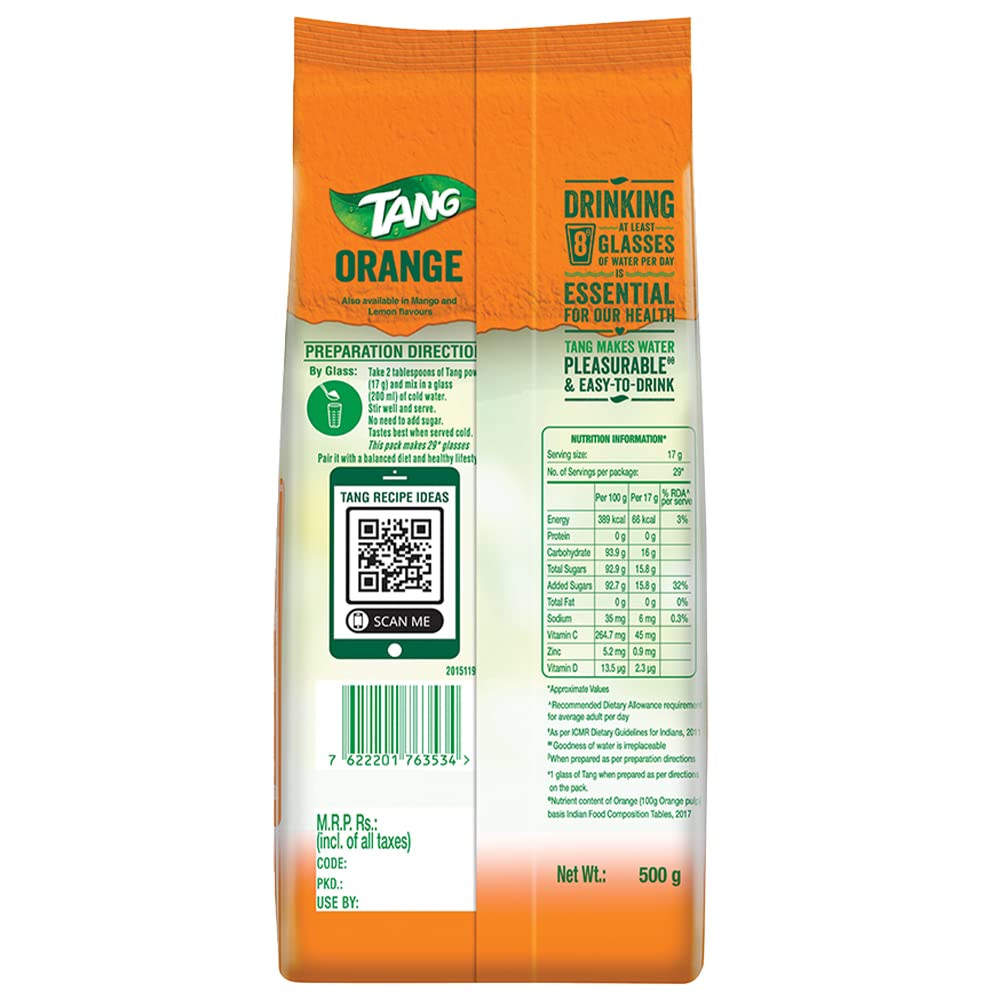 TANG
ORANGE
Also available in Mango and
Lemon flavours
PREPARATION DIRECTIO
By Glass:
Take 2 tablespoons of Tang pow
(17 g) and mix in a glass
(200 ml) of cold water.
Stir well and serve.
No need to add sugar.
Tastes best when served cold.
This pack makes 29* glasses
Pair it with a balanced diet and healthy lifesty
TANG RECIPE IDEAS
SCAN ME
2015119
7 622201 763534 >
M.R.P. Rs.:
(incl. of all taxes)
CODE:
PKD.:
USE BY:
DRINKING
AT LEAST
8 GLASSES
OF WATER PER DAY
IS
ESSENTIAL
FOR OUR HEALTH
TANG MAKES WATER
PLEASURABLE
& EASY-TO-DRINK
NUTRITION INFORMATION*
Serving size: 17 g
No. of Servings per package: 29*
Per 100 g Per 17 g % RDA^
per serve
Energy 389 kcal 66 kcal 3%
Protein 0 g 0 g
Carbohydrate 93.9 g 16 g
Total Sugars 92.9 g 15.8 g
Added Sugars 92.7 g 15.8 g 32%
Total Fat 0 g 0 g 0%
Sodium 35 mg 6 mg 0.3%
Vitamin C 264.7 mg 45 mg
Zinc 5.2 mg 0.9 mg
Vitamin D 13.5 µg 2.3 µg
*Approximate Values
^Recommended Dietary Allowance requirem
for average adult per day
As per ICMR Dietary Guidelines for Indians, 2011
Goodness of water is irreplaceable
When prepared as per preparation directions
1 glass of Tang when prepared as per direction
on the pack.
Nutrient content of Orange (100g Orange pulp)
basis Indian Food Composition Tables, 2017
Net Wt.: 500 g